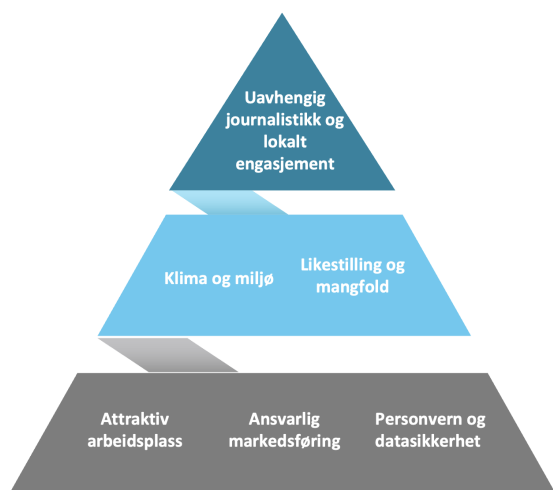 Uavhengig
journalistikk og
lokalt
engasjement
Klima og miljø
Likestilling og
mangfold
Attraktiv
arbeidsplass
Ansvarlig
markedsføring
Personvern og
datasikkerhet